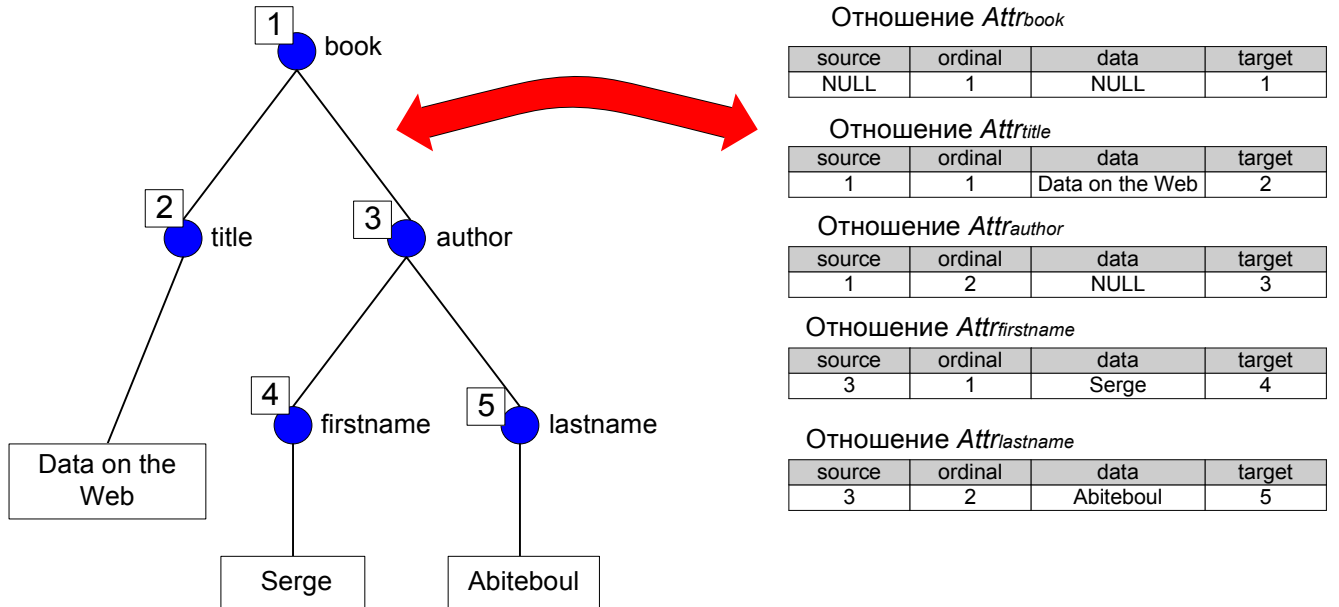 1
book
2
title
3
author
4
firstname
5
lastname
Data on the
Web
Serge
Abiteboul
Отношение Attrbook
source ordinal data target
NULL 1 NULL 1
Отношение Attrtitle
source ordinal data target
1 1 Data on the Web 2
Отношение Attrauthor
source ordinal data target
1 2 NULL 3
Отношение Attrfirstname
source ordinal data target
3 1 Serge 4
Отношение Attrlastname
source ordinal data target
3 2 Abiteboul 5